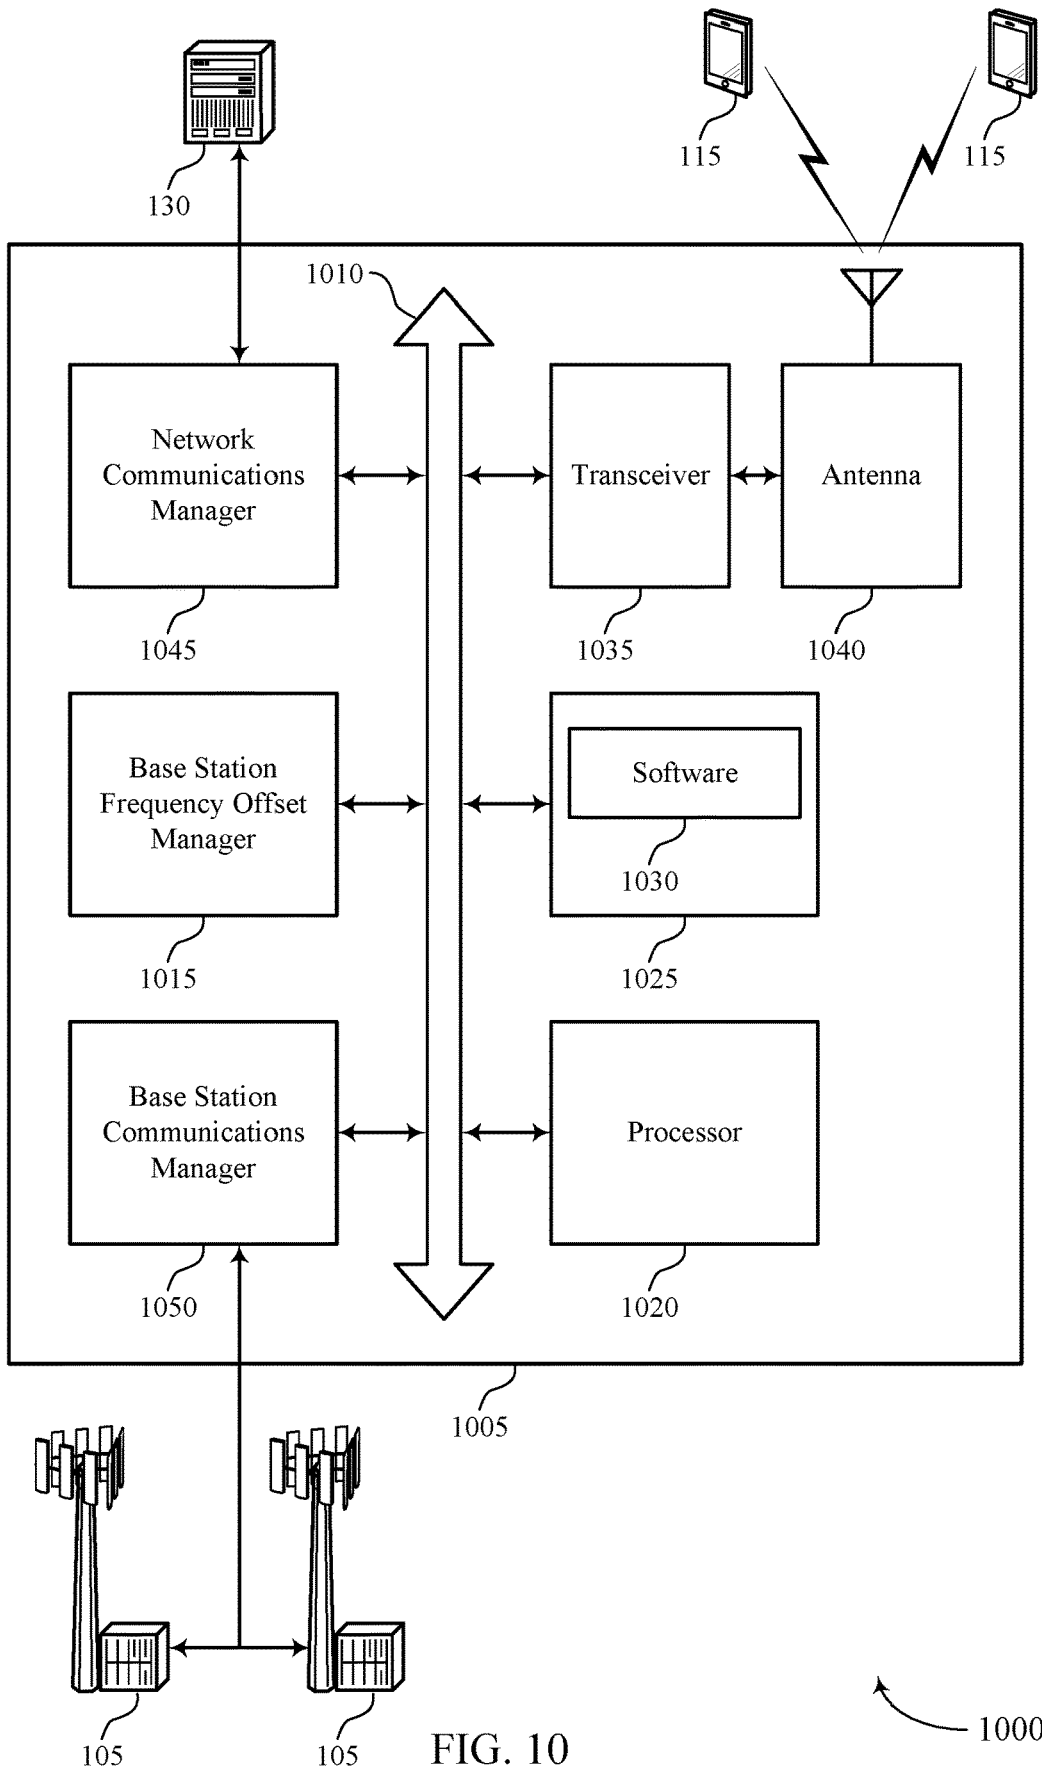 130
115
115
1010
Network
Communications
Manager
Transceiver
Antenna
1045
1035
1040
Base Station
Frequency Offset
Manager
Software
1030
1015
1025
Base Station
Communications
Manager
Processor
1050
1020
1005
105
105
FIG. 10
1000